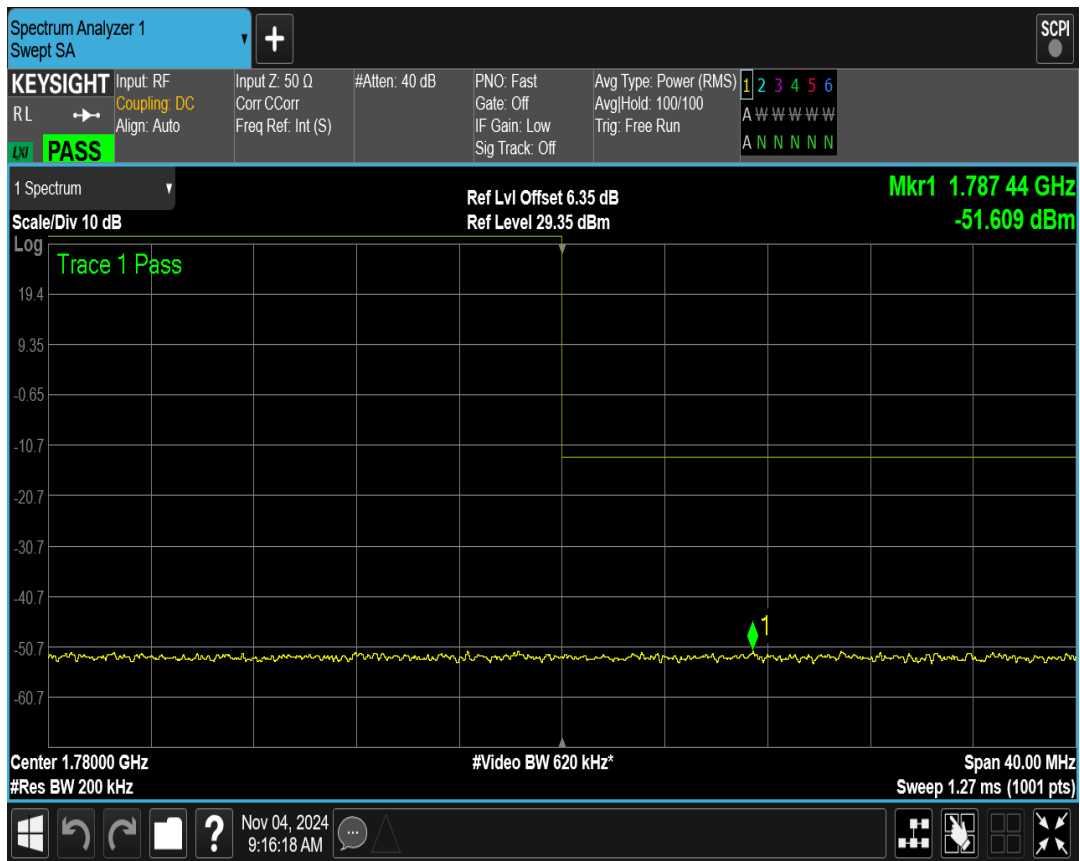 Spectrum Analyzer 1
Swept SA
+
SCPI
KEYSIGHT
RL
LXI PASS
Input: RF
Coupling: DC
Align: Auto
Input Z: 50 Ω
Corr CCorr
Freq Ref: Int (S)
#Atten: 40 dB
PNO: Fast
Gate: Off
IF Gain: Low
Sig Track: Off
Avg Type: Power (RMS)
Avg|Hold: 100/100
Trig: Free Run
1 2 3 4 5 6
A W W W W W
A N N N N N
1 Spectrum
Scale/Div 10 dB
Ref Lvl Offset 6.35 dB
Ref Level 29.35 dBm
Mkr1 1.787 44 GHz
-51.609 dBm
Log
Trace 1 Pass
19.4
9.35
-0.65
-10.7
-20.7
-30.7
-40.7
1
-50.7
-60.7
Center 1.78000 GHz
#Video BW 620 kHz*
Span 40.00 MHz
#Res BW 200 kHz
Sweep 1.27 ms (1001 pts)
?
Nov 04, 2024
9:16:18 AM